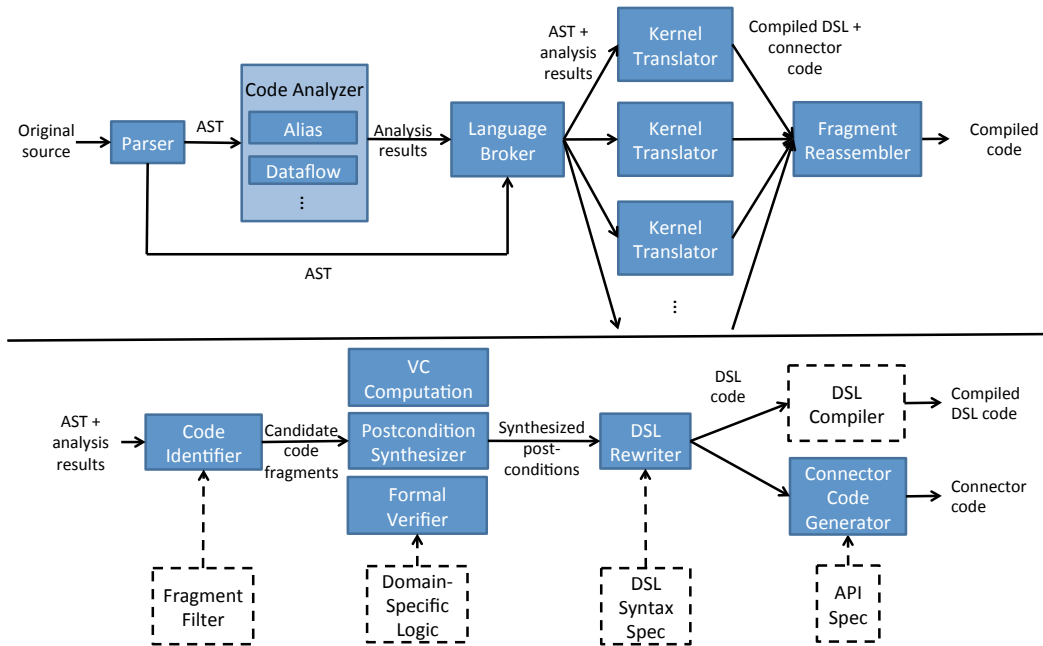 AST +
analysis
results
Compiled DSL +
connector
code
Kernel
Translator
Code Analyzer
Original
source
Parser
AST
Alias
Dataflow
...
Analysis
results
Language
Broker
Kernel
Translator
Fragment
Reassembler
Compiled
code
Kernel
Translator
AST
...
VC
Computation
DSL
code
DSL
Compiler
Compiled
DSL code
AST +
analysis
results
Code
Identifier
Candidate
code
fragments
Postcondition
Synthesizer
Synthesized
post-
conditions
DSL
Rewriter
Formal
Verifier
Connector
Code
Generator
Connector
code
Fragment
Filter
Domain-
Specific
Logic
DSL
Syntax
Spec
API
Spec